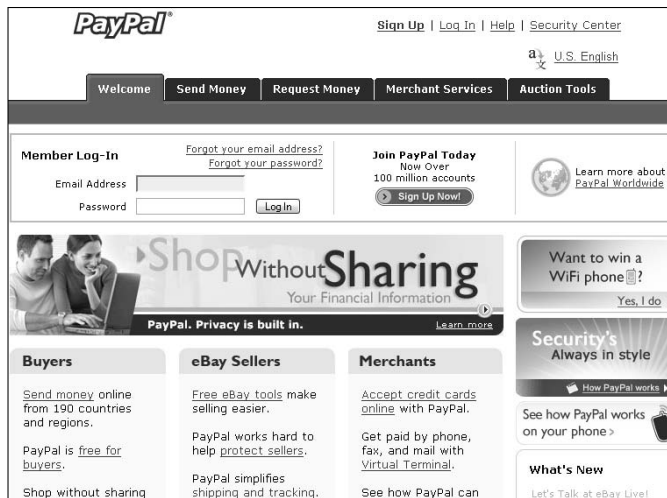 PayPal®
Sign Up | Log In | Help | Security Center
U.S. English
Welcome
Send Money
Request Money
Merchant Services
Auction Tools
Member Log-In
Forgot your email address?
Forgot your password?
Email Address
Password
Log In
Join PayPal Today
Now Over
100 million accounts
Sign Up Now!
Learn more about
PayPal Worldwide
Shop Without Sharing
Your Financial Information
PayPal. Privacy is built in.
Learn more
Want to win a
WiFi phone?
Yes, I do
Security's
Always in style
How PayPal works
See how PayPal works
on your phone >
What's New
Let's Talk at eBay Live!
Buyers
Send money online
from 190 countries
and regions.
PayPal is free for
buyers.
Shop without sharing
eBay Sellers
Free eBay tools make
selling easier.
PayPal works hard to
help protect sellers.
PayPal simplifies
shipping and tracking.
Merchants
Accept credit cards
online with PayPal.
Get paid by phone,
fax, and mail with
Virtual Terminal.
See how PayPal can